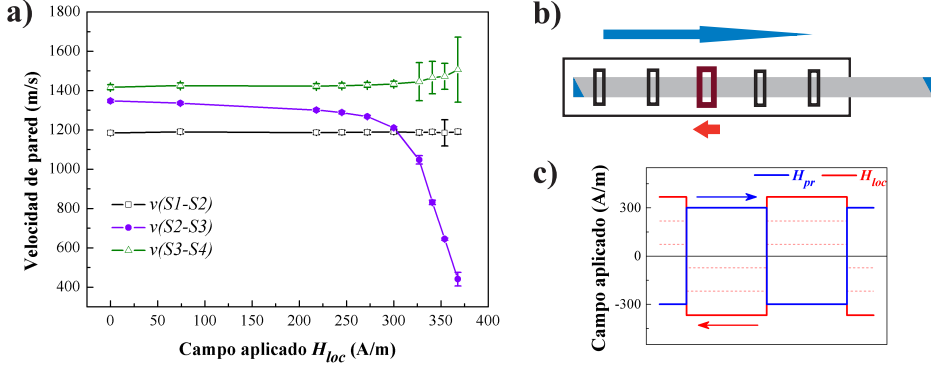 a)
1800
1600
1400
1200
1000
800
600
400
Velocidad de pared (m/s)
v(S1-S2)
v(S2-S3)
v(S3-S4)
0 50 100 150 200 250 300 350 400
Campo aplicado H_loc (A/m)
b)
c)
H_pr H_loc
300
0
-300
Campo aplicado (A/m)